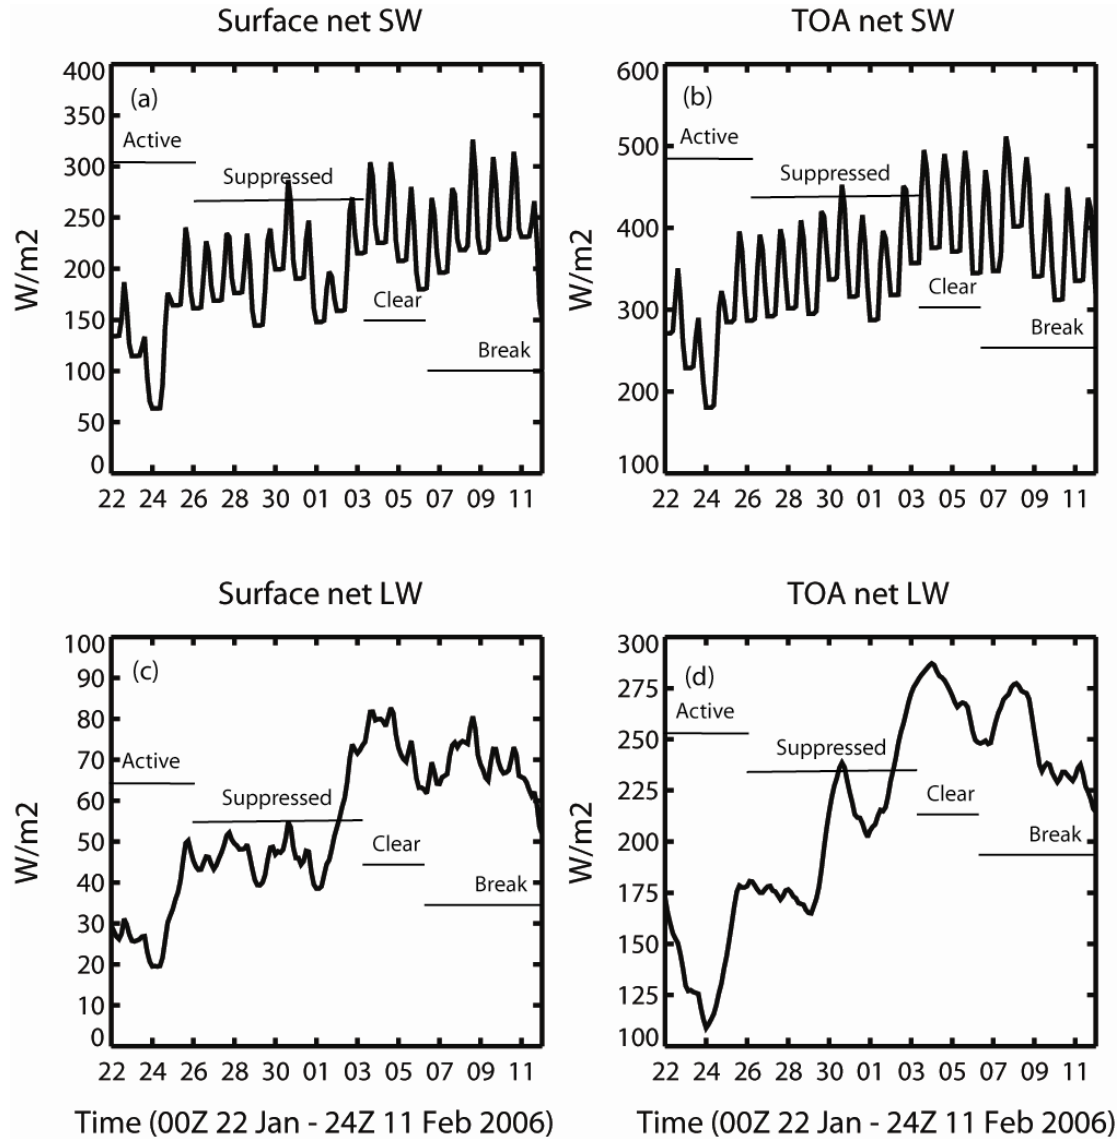 Surface net SW
TOA net SW
400
350
300
250
200
150
100
50
0
W/m2
(a)
Active
Suppressed
Clear
Break
22 24 26 28 30 01 03 05 07 09 11
600
500
400
300
200
100
W/m2
(b)
Active
Suppressed
Clear
Break
22 24 26 28 30 01 03 05 07 09 11
Surface net LW
TOA net LW
100
90
80
70
60
50
40
30
20
10
0
W/m2
(c)
Active
Suppressed
Clear
Break
22 24 26 28 30 01 03 05 07 09 11
Time (00Z 22 Jan - 24Z 11 Feb 2006)
300
275
250
225
200
175
150
125
100
W/m2
(d)
Active
Suppressed
Clear
Break
22 24 26 28 30 01 03 05 07 09 11
Time (00Z 22 Jan - 24Z 11 Feb 2006)